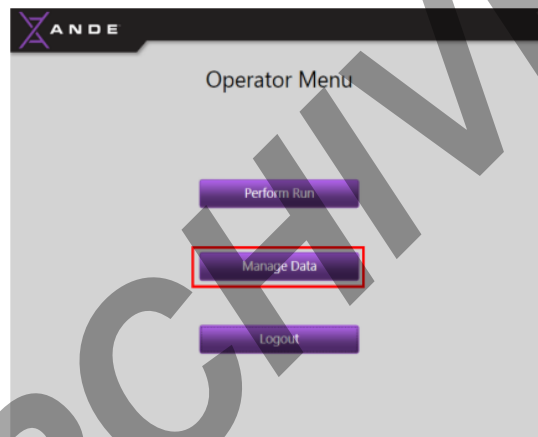 ANDE
Operator Menu
Perform Run
Manage Data
Logout